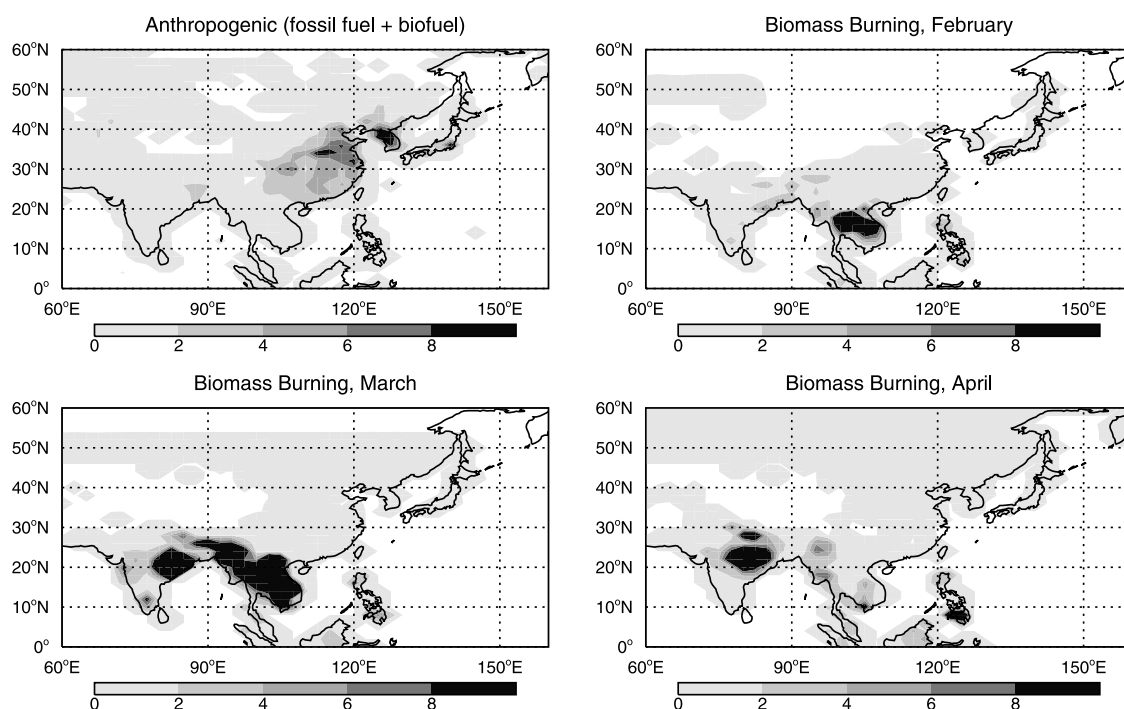 Anthropogenic (fossil fuel + biofuel)
60°N
50°N
40°N
30°N
20°N
10°N
0°
60°E 90°E 120°E 150°E
0 2 4 6 8
Biomass Burning, February
60°N
50°N
40°N
30°N
20°N
10°N
0°
60°E 90°E 120°E 150°E
0 2 4 6 8
Biomass Burning, March
60°N
50°N
40°N
30°N
20°N
10°N
0°
60°E 90°E 120°E 150°E
0 2 4 6 8
Biomass Burning, April
60°N
50°N
40°N
30°N
20°N
10°N
0°
60°E 90°E 120°E 150°E
0 2 4 6 8